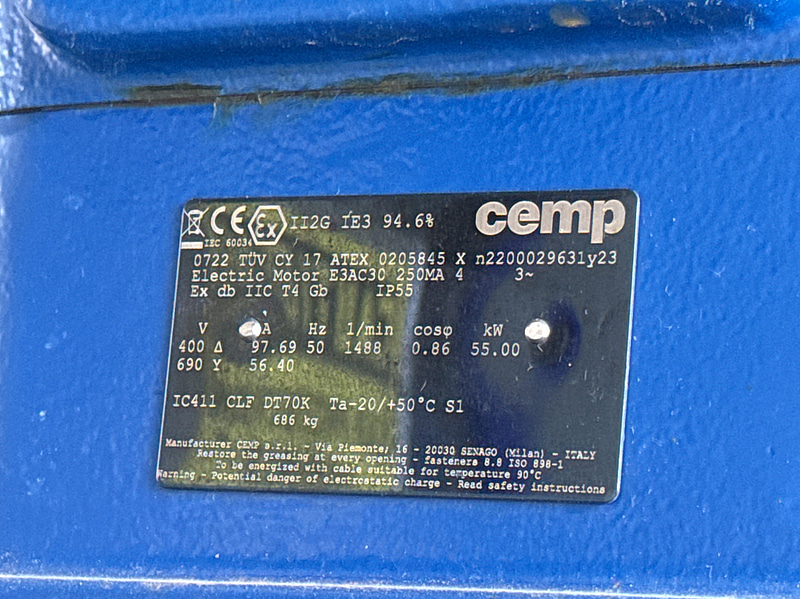 CE Ex II2G IE3 94.6% cemp
IEC 60034
0722 TÜV CY 17 ATEX 0205845 X n2200029631y23
Electric Motor E3AC30 250MA 4 3~
Ex db IIC T4 Gb IP55
V A Hz 1/min cosφ kW
400 Δ 97.69 50 1488 0.86 55.00
690 Y 56.40
IC411 CLF DT70K Ta-20/+50°C S1
686 kg
Manufacturer CEMP s.r.l. - Via Piemonte, 16 - 20030 SENAGO (Milan) - ITALY
Restore the greasing at every opening - fasteners 8.8 ISO 898-1
To be energized with cable suitable for temperature 90°C
Warning - Potential danger of electrostatic charge - Read safety instructions